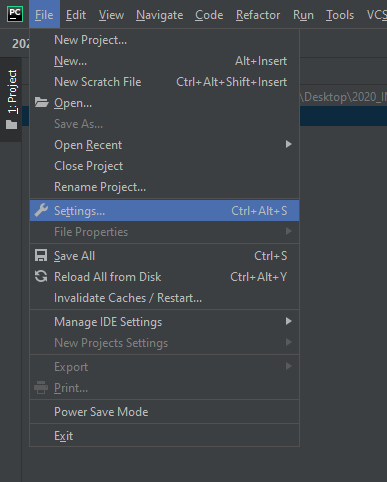 PC File Edit View Navigate Code Refactor Run Tools VCS
202
1: Project
New Project...
New... Alt+Insert
New Scratch File Ctrl+Alt+Shift+Insert
Open...
\Desktop\2020_I
Save As...
Open Recent
Close Project
Rename Project...
Settings... Ctrl+Alt+S
File Properties
Save All Ctrl+S
Reload All from Disk Ctrl+Alt+Y
Invalidate Caches / Restart...
Manage IDE Settings
New Projects Settings
Export
Print...
Power Save Mode
Exit